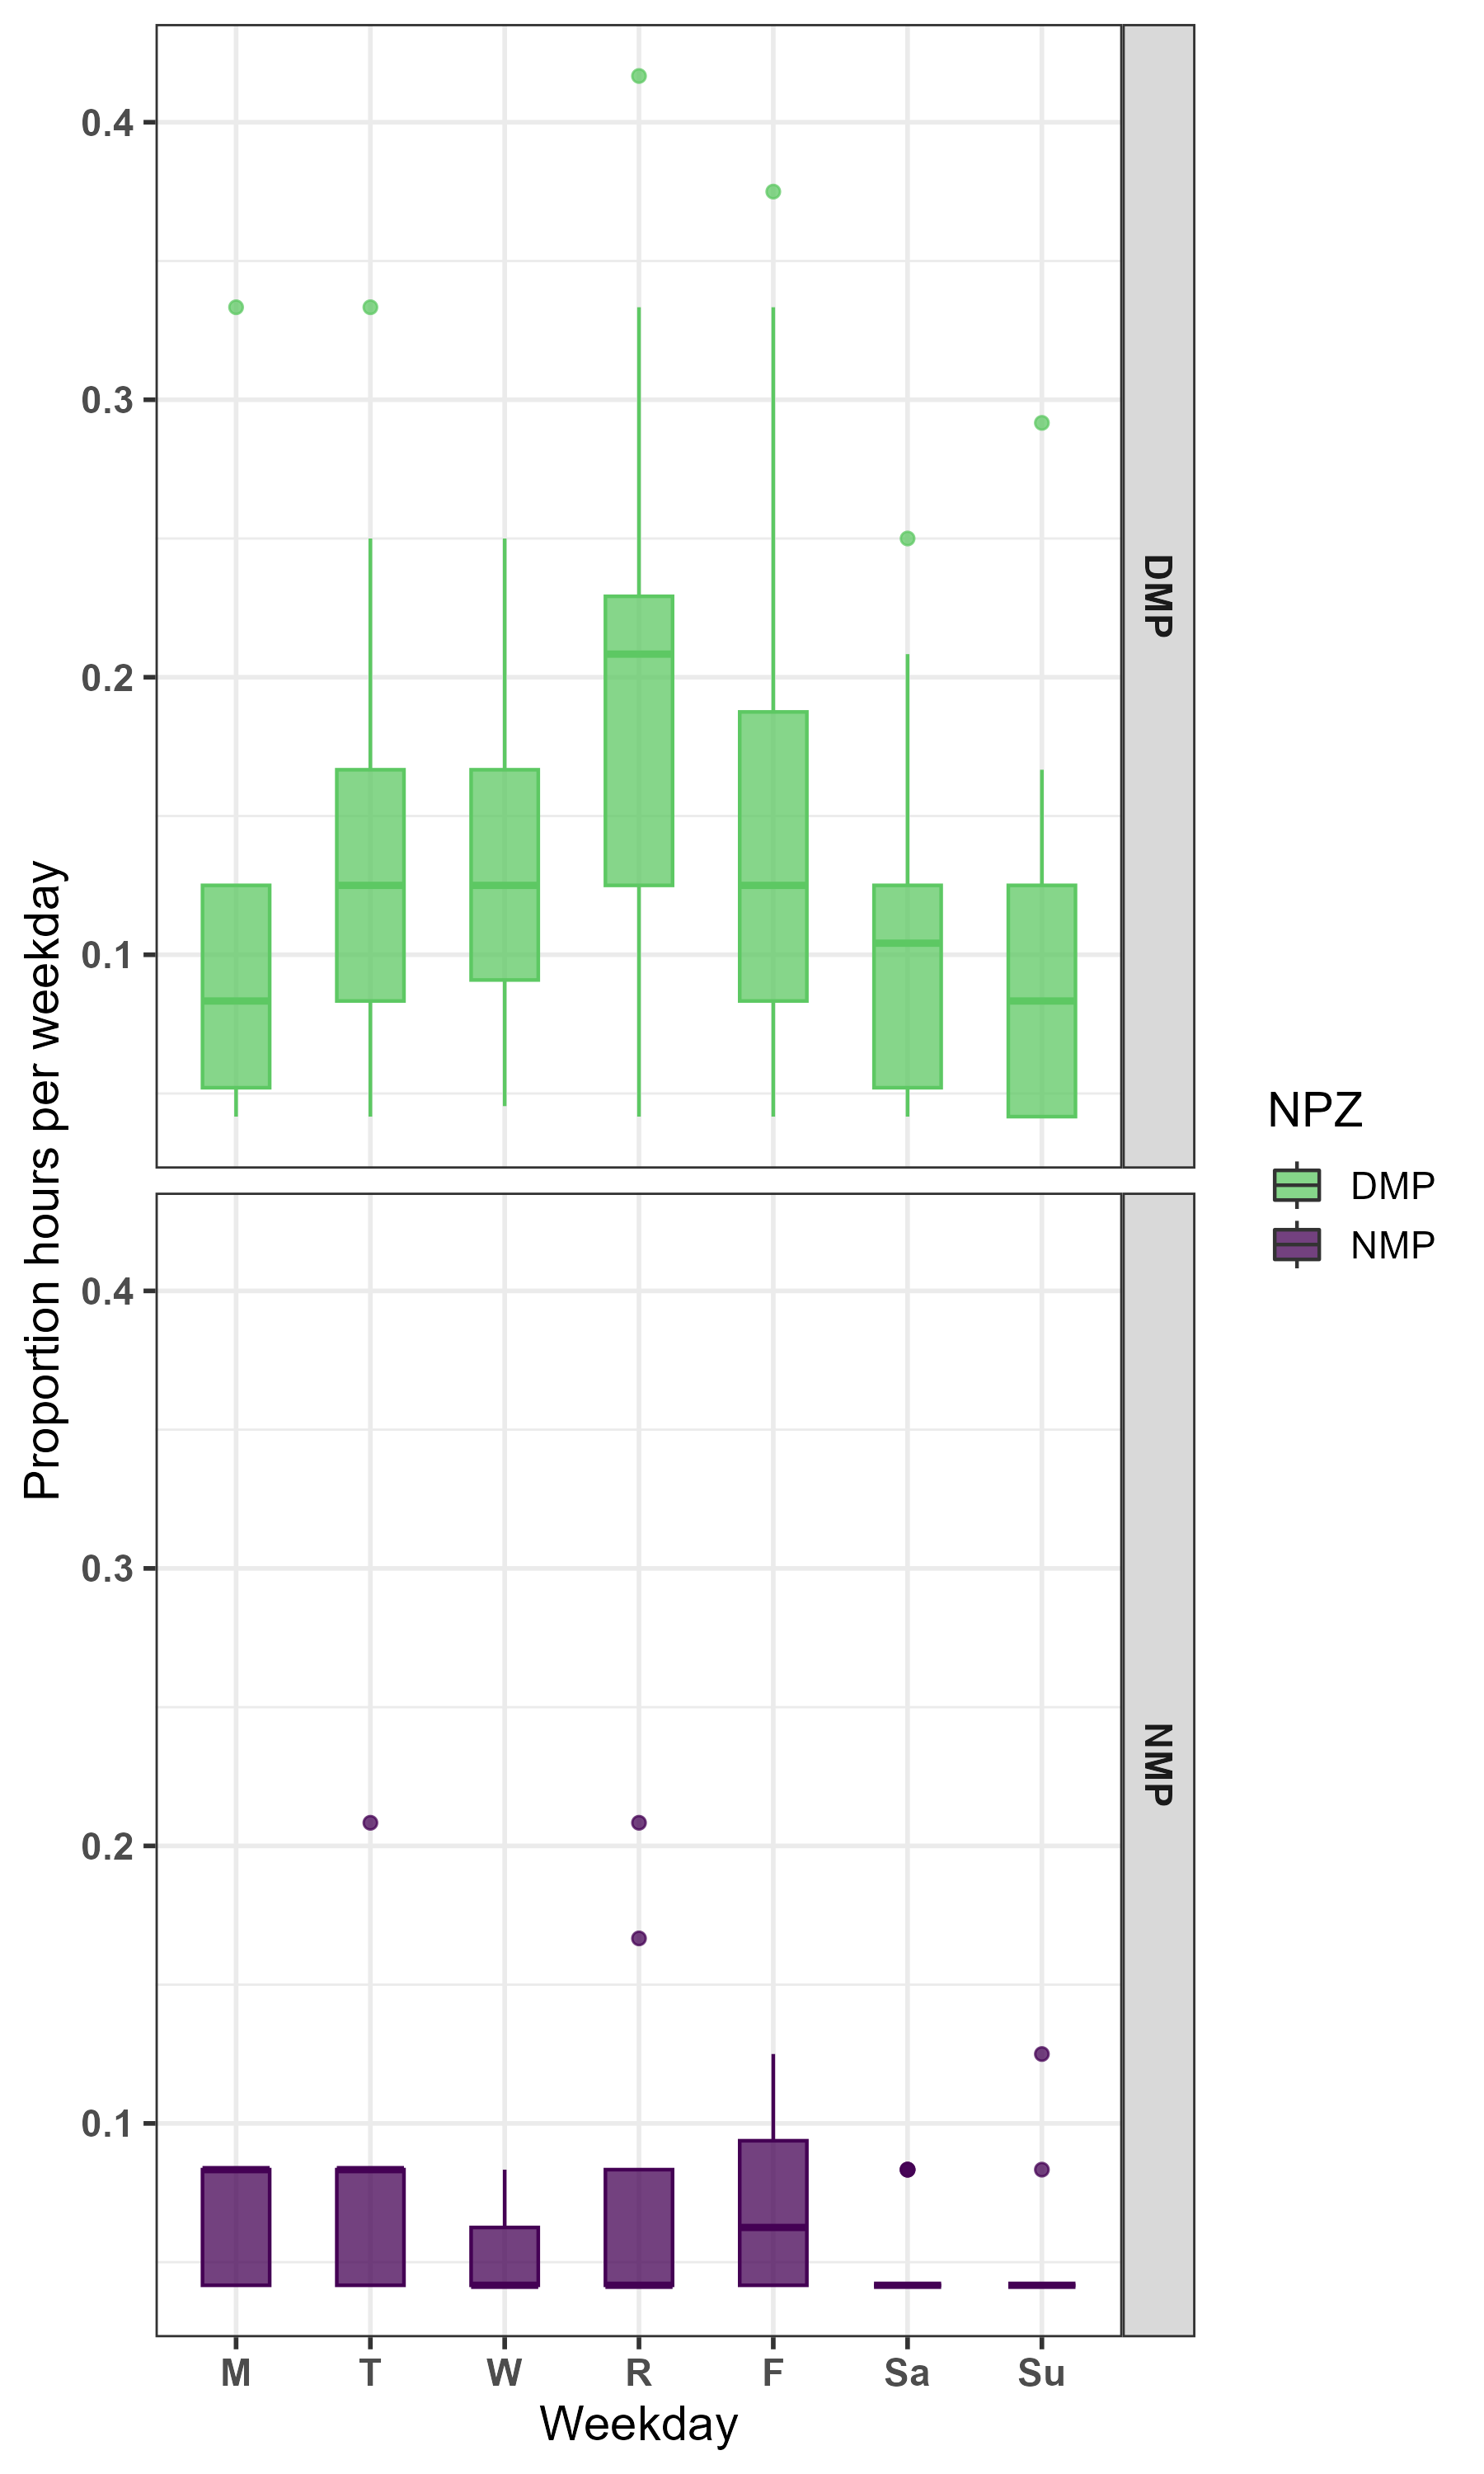 Proportion hours per weekday
0.4
0.3
0.2
0.1
DMP
0.4
0.3
0.2
0.1
NMP
M T W R F Sa Su
Weekday
NPZ
DMP
NMP